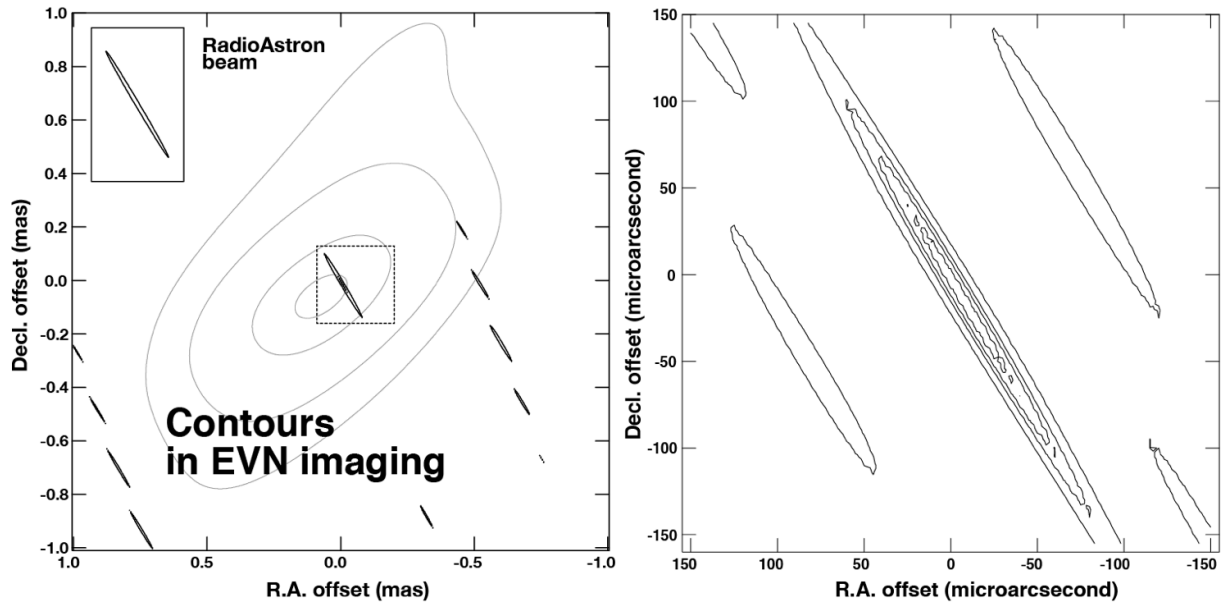 1.0
0.8
0.6
0.4
0.2
0.0
-0.2
-0.4
-0.6
-0.8
-1.0
Decl. offset (mas)
RadioAstron
beam
Contours
in EVN imaging
1.0 0.5 0.0 -0.5 -1.0
R.A. offset (mas)
150
100
50
0
-50
-100
-150
Decl. offset (microarcsecond)
150 100 50 0 -50 -100 -150
R.A. offset (microarcsecond)